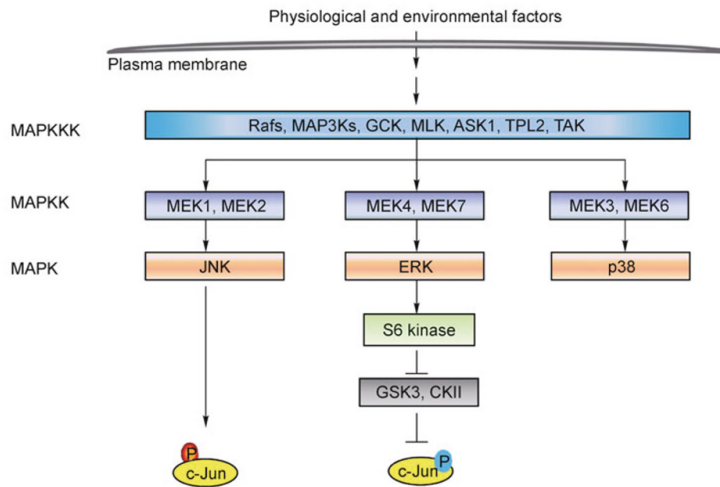 Physiological and environmental factors
Plasma membrane
MAPKKK
Rafs, MAP3Ks, GCK, MLK, ASK1, TPL2, TAK
MAPKK
MEK1, MEK2
MEK4, MEK7
MEK3, MEK6
MAPK
JNK
ERK
p38
S6 kinase
GSK3, CKII
P
c-Jun
P
c-Jun